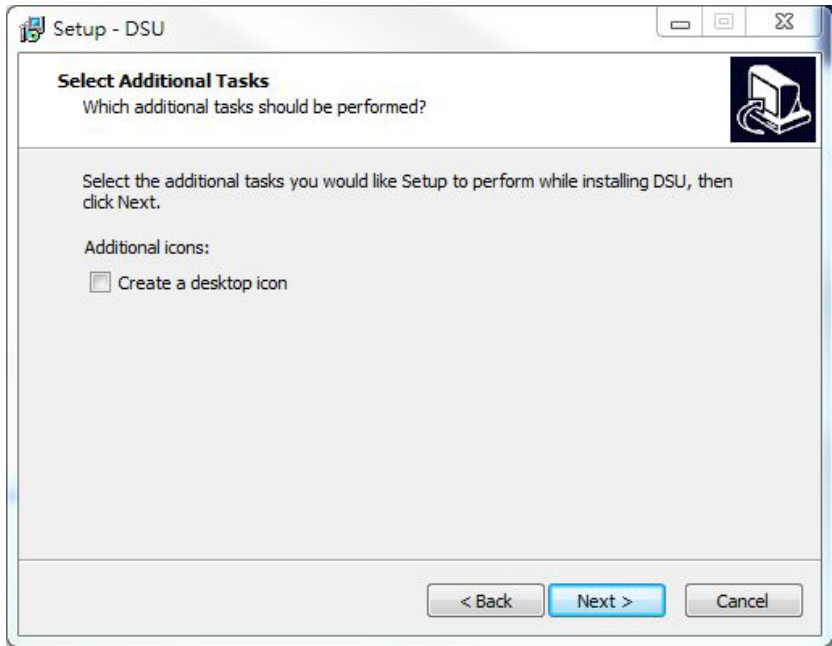 Setup - DSU
Select Additional Tasks
Which additional tasks should be performed?
Select the additional tasks you would like Setup to perform while installing DSU, then
click Next.
Additional icons:
Create a desktop icon
< Back
Next >
Cancel